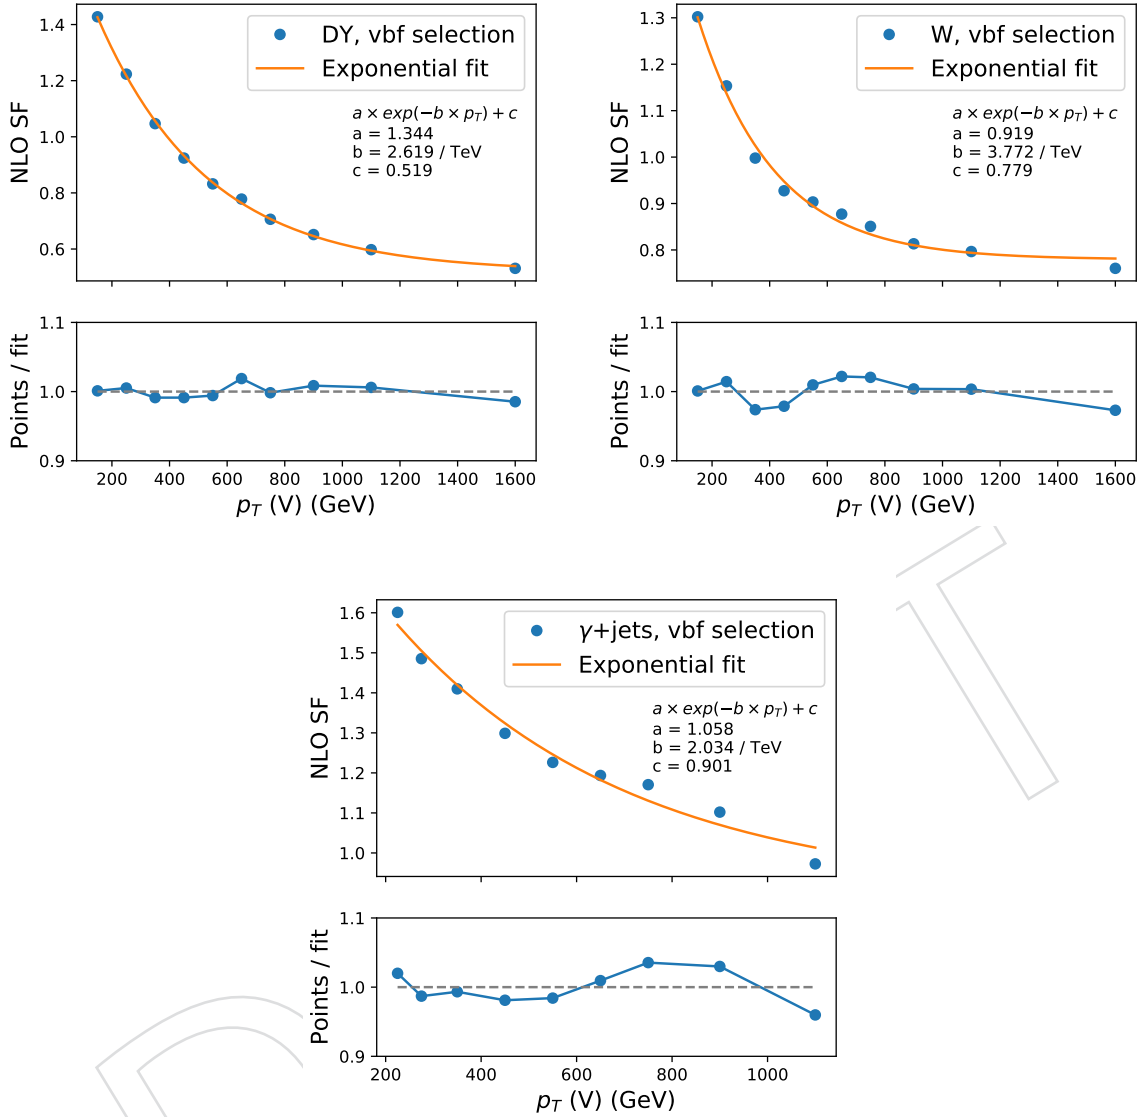 DY, vbf selection
Exponential fit
a × exp(−b × p_T) + c
a = 1.344
b = 2.619 / TeV
c = 0.519
NLO SF
1.4
1.2
1.0
0.8
0.6
Points / fit
1.1
1.0
0.9
200 400 600 800 1000 1200 1400 1600
p_T (V) (GeV)
W, vbf selection
Exponential fit
a × exp(−b × p_T) + c
a = 0.919
b = 3.772 / TeV
c = 0.779
NLO SF
1.3
1.2
1.1
1.0
0.9
0.8
Points / fit
1.1
1.0
0.9
200 400 600 800 1000 1200 1400 1600
p_T (V) (GeV)
γ+jets, vbf selection
Exponential fit
a × exp(−b × p_T) + c
a = 1.058
b = 2.034 / TeV
c = 0.901
NLO SF
1.6
1.5
1.4
1.3
1.2
1.1
1.0
Points / fit
1.1
1.0
0.9
200 400 600 800 1000
p_T (V) (GeV)